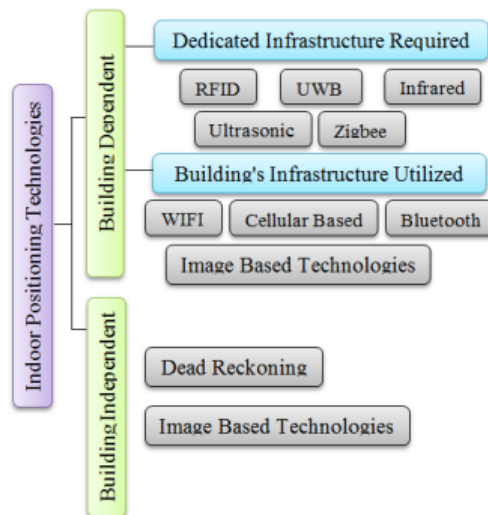 Indoor Positioning Technologies
Building Dependent
Dedicated Infrastructure Required
RFID
UWB
Infrared
Ultrasonic
Zigbee
Building's Infrastructure Utilized
WIFI
Cellular Based
Bluetooth
Image Based Technologies
Building Independent
Dead Reckoning
Image Based Technologies